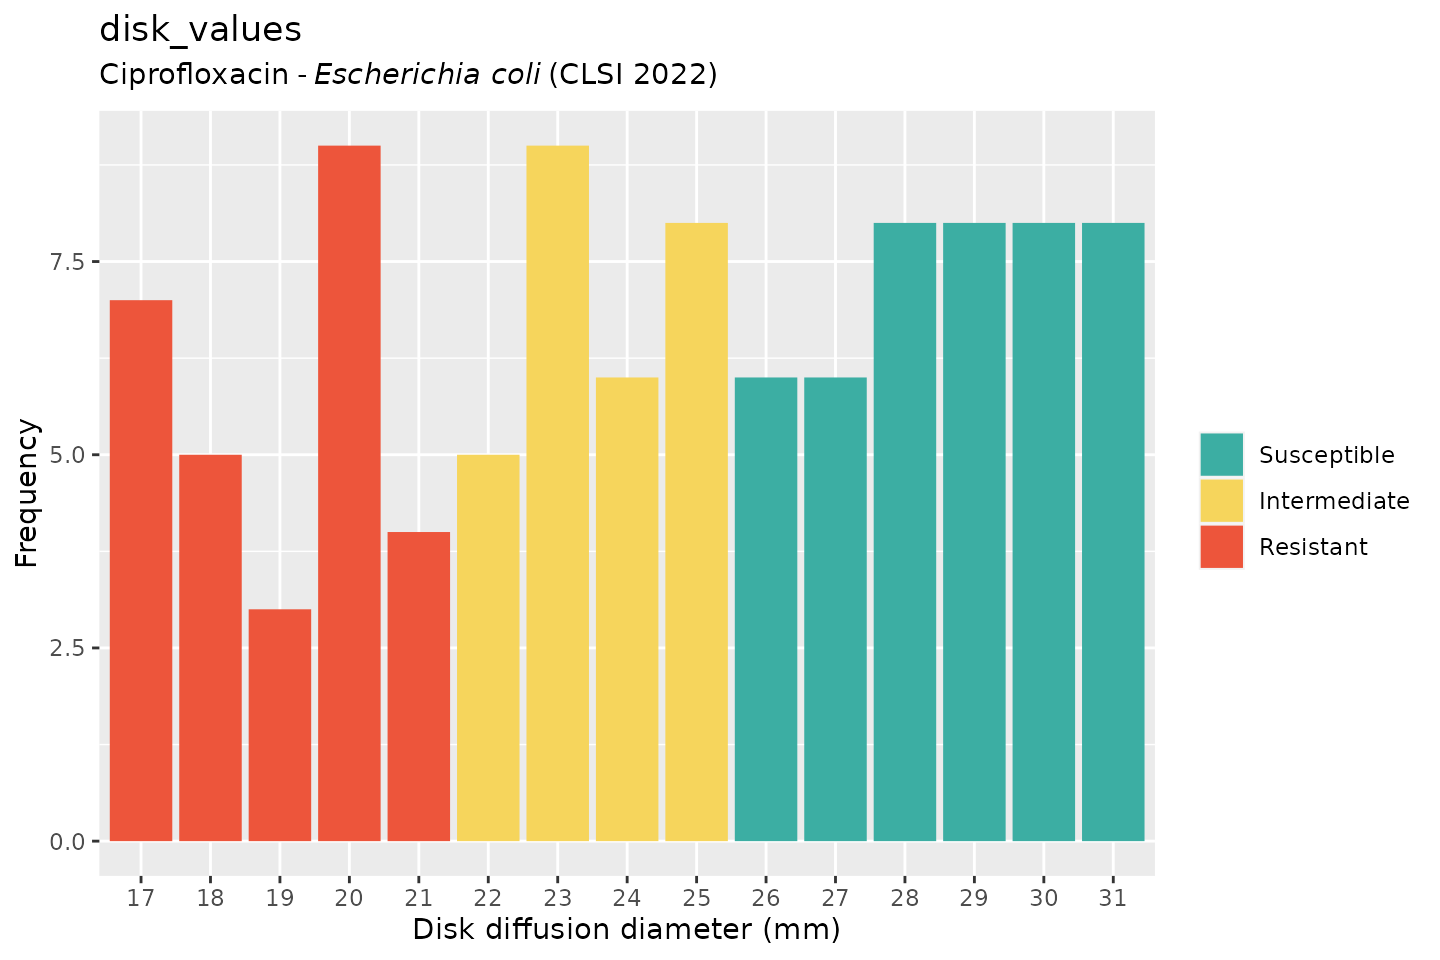 disk_values
Ciprofloxacin - Escherichia coli (CLSI 2022)
Frequency
7.5
5.0
2.5
0.0
17 18 19 20 21 22 23 24 25 26 27 28 29 30 31
Disk diffusion diameter (mm)
Susceptible
Intermediate
Resistant